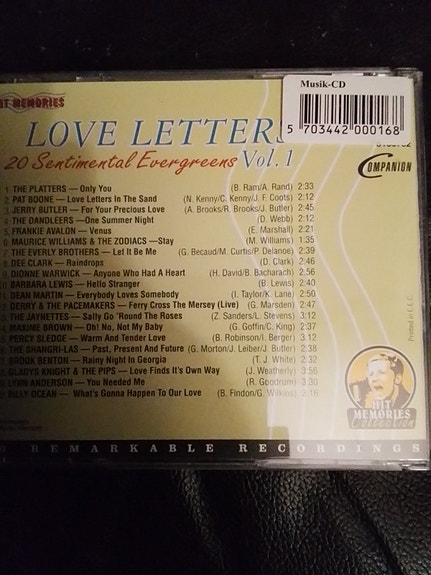 HIT MEMORIES
Musik-CD
5 703442 000168
LOVE LETTERS
20 Sentimental Evergreens Vol. 1
COMPANION
1 THE PLATTERS — Only You (B. Ram/A. Rand) 2:33
2 PAT BOONE — Love Letters In The Sand (N. Kenny/C. Kenny/J.F. Coots) 2:12
3 JERRY BUTLER — For Your Precious Love (A. Brooks/R. Brooks/J. Butler) 2:45
4 THE DANDLEERS — One Summer Night (D. Webb) 2:12
5 FRANKIE AVALON — Venus (E. Marshall) 2:21
6 MAURICE WILLIAMS & THE ZODIACS —Stay (M. Williams) 1:35
7 THE EVERLY BROTHERS — Let It Be Me (G. Becaud/M. Curtis/P. Delanoe) 2:39
8 DEE CLARK — Raindrops (D. Clark) 2:46
9 DIONNE WARWICK — Anyone Who Had A Heart (H. David/B. Bacharach) 2:56
10 BARBARA LEWIS — Hello Stranger (B. Lewis) 2:40
11 DEAN MARTIN — Everybody Loves Somebody (I. Taylor/K. Lane) 2:50
12 GERRY & THE PACEMAKERS — Ferry Cross The Mersey (Live) (G. Marsden) 2:47
13 THE JAYNETTES — Sally Go 'Round The Roses (Z. Sanders/L. Stevens) 3:12
14 MAXINE BROWN — Oh! No, Not My Baby (G. Goffin/C. King) 2:37
15 PERCY SLEDGE — Warm And Tender Love (B. Robinson/I. Berger) 3:12
16 THE SHANGRI-LAS — Past, Present And Future (G. Morton/J. Leiber/J. Butler) 2:38
17 BROOK BENTON — Rainy Night In Georgia (T. J. White) 2:32
18 GLADYS KNIGHT & THE PIPS — Love Finds It's Own Way (J. Weatherly) 3:56
19 LYNN ANDERSON — You Needed Me (R. Goodrum) 3:30
20 BILLY OCEAN — What's Gonna Happen To Our Love (B. Findon/G. Wilkins) 2:16
Printed in E.E.C.
HIT
MEMORIES
Collection
REMARKABLE RECORDINGS